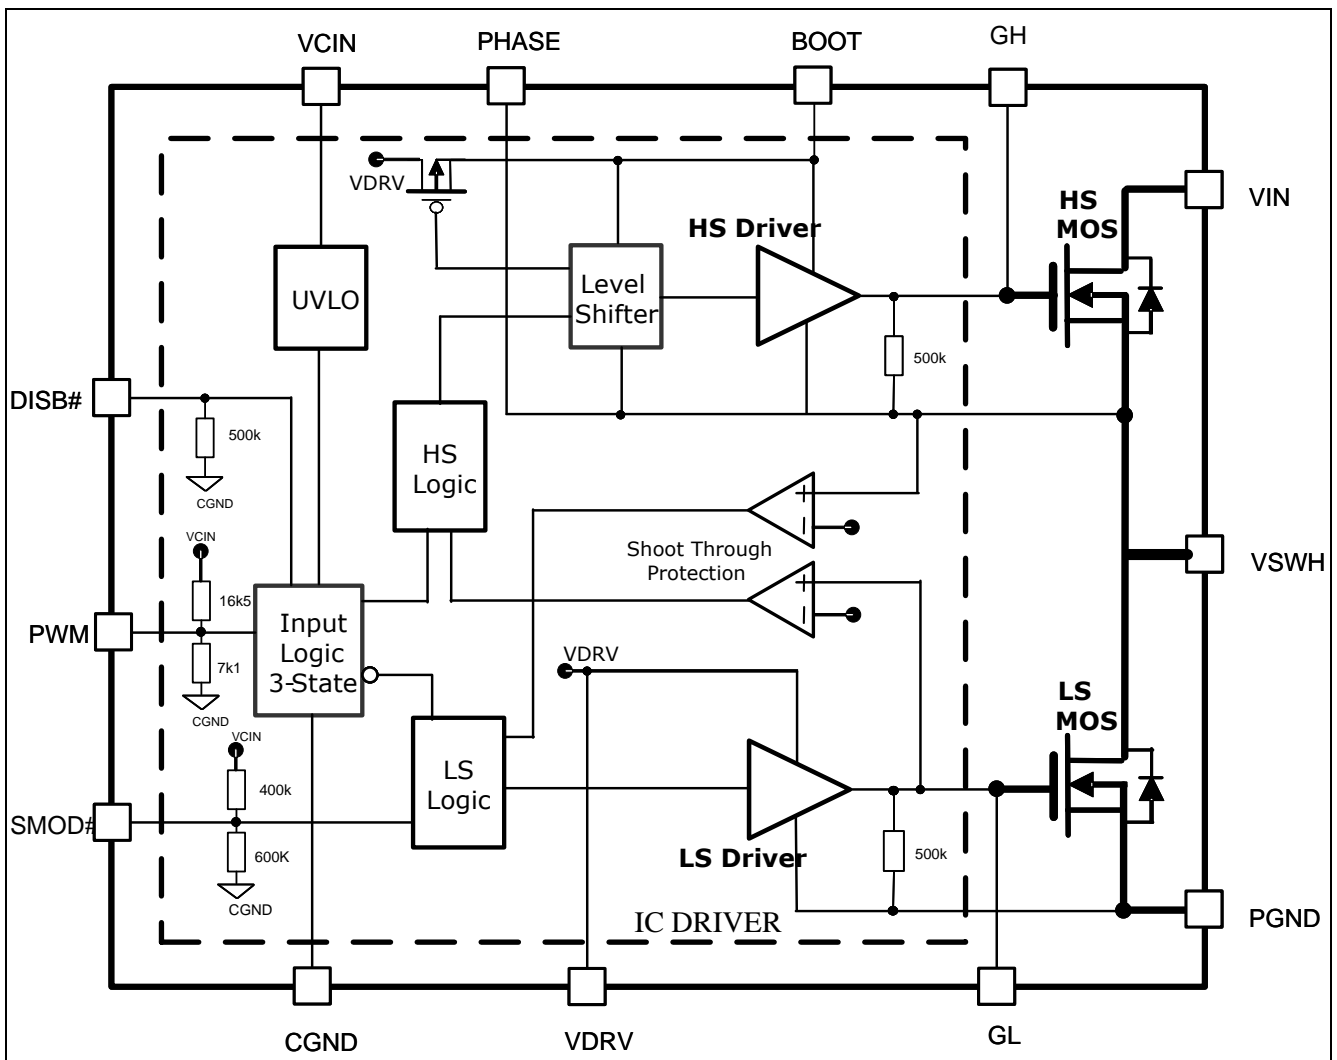 VCIN
PHASE
BOOT
GH
VDRV
HS Driver
HS
MOS
VIN
UVLO
Level
Shifter
500k
DISB#
500k
CGND
HS
Logic
VCIN
Shoot Through
Protection
VSWH
16k5
PWM
Input
Logic
3-State
7k1
CGND
VDRV
LS
MOS
VCIN
400k
LS
Logic
SMOD#
600K
LS Driver
500k
CGND
IC DRIVER
PGND
CGND
VDRV
GL